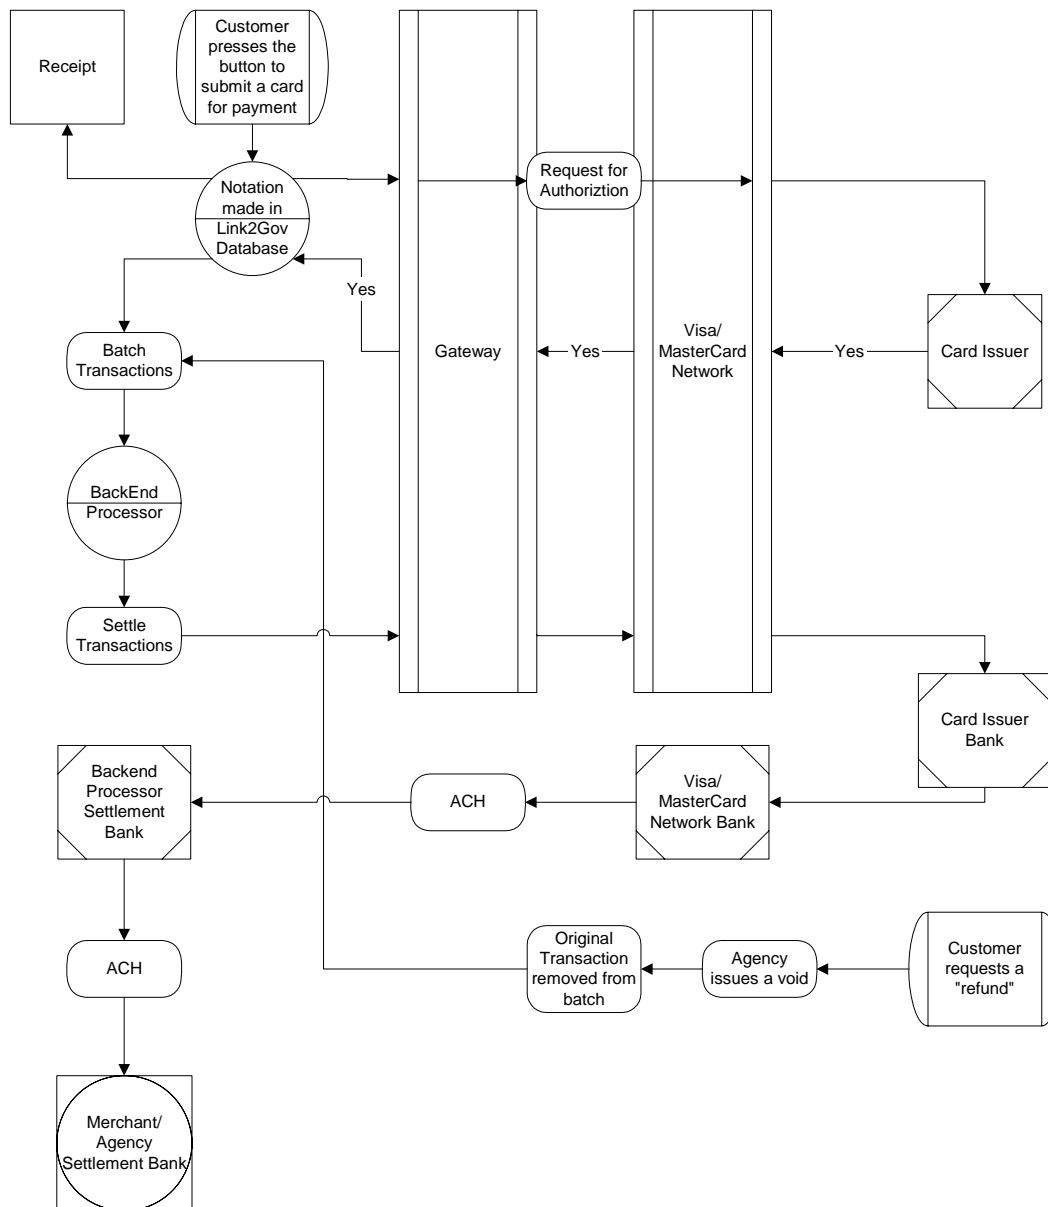 Receipt
Customer
presses the
button to
submit a card
for payment
Notation
made in
Link2Gov
Database
Request for
Authoriztion
Yes
Batch
Transactions
Gateway
Yes
Visa/
MasterCard
Network
Yes
Card Issuer
BackEnd
Processor
Settle
Transactions
Card Issuer
Bank
Backend
Processor
Settlement
Bank
ACH
Visa/
MasterCard
Network Bank
ACH
Original
Transaction
removed from
batch
Agency
issues a void
Customer
requests a
"refund"
Merchant/
Agency
Settlement Bank